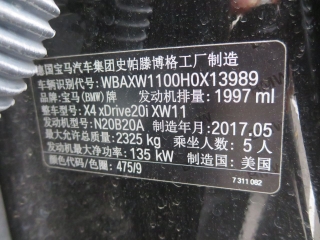 德国宝马汽车集团史帕滕博格工厂制造
车辆识别代号: WBAXW1100H0X13989
品牌: 宝马(BMW)牌 发动机排量: 1997 ml
整车型号: X4 xDrive20i XW11
发动机型号: N20B20A 制造年月: 2017.05
最大允许总质量: 2325 kg 乘坐人数: 5 人
发动机最大净功率: 135 kW 制造国: 美国
颜色代码/色: 475/9
7 311 082